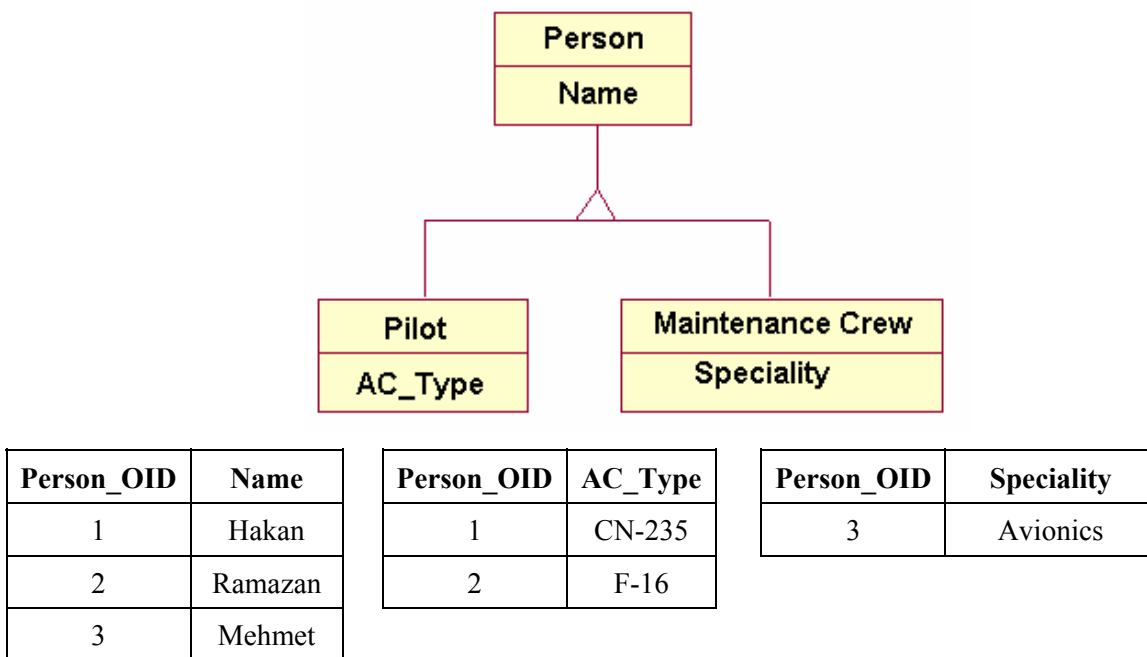 Person
Name
Pilot
AC_Type
Maintenance Crew
Speciality
Person_OID Name
1 Hakan
2 Ramazan
3 Mehmet
Person_OID AC_Type
1 CN-235
2 F-16
Person_OID Speciality
3 Avionics